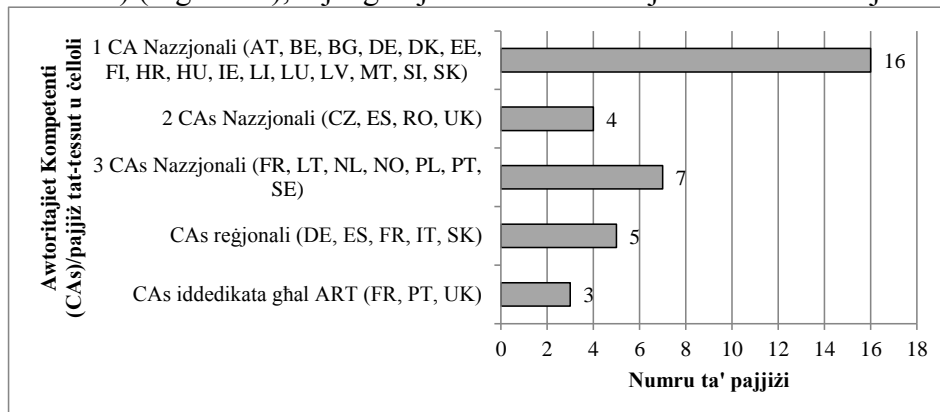 1 CA Nazzjonali (AT, BE, BG, DE, DK, EE,
FI, HR, HU, IE, LI, LU, LV, MT, SI, SK)
16
2 CAs Nazzjonali (CZ, ES, RO, UK)
4
3 CAs Nazzjonali (FR, LT, NL, NO, PL, PT,
SE)
7
CAs reġjonali (DE, ES, FR, IT, SK)
5
CAs iddedikata għal ART (FR, PT, UK)
3
Awtoritajiet Kompetenti
(CAs)/pajjiż tat-tessut u ċelloli
0 2 4 6 8 10 12 14 16 18
Numru ta' pajjiżi